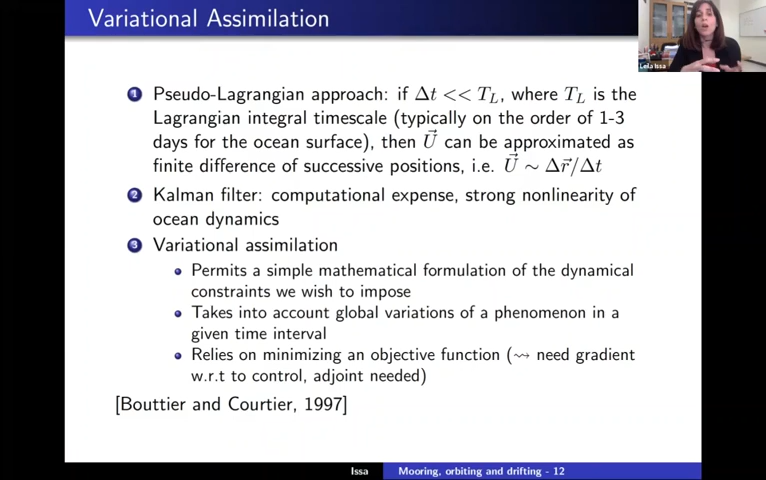 Variational Assimilation
Leila Issa
1 Pseudo-Lagrangian approach: if Δt << T_L, where T_L is the
Lagrangian integral timescale (typically on the order of 1-3
days for the ocean surface), then U⃗ can be approximated as
finite difference of successive positions, i.e. U⃗ ∼ Δr⃗/Δt
2 Kalman filter: computational expense, strong nonlinearity of
ocean dynamics
3 Variational assimilation
• Permits a simple mathematical formulation of the dynamical
constraints we wish to impose
• Takes into account global variations of a phenomenon in a
given time interval
• Relies on minimizing an objective function (⇝ need gradient
w.r.t to control, adjoint needed)
[Bouttier and Courtier, 1997]
Issa Mooring, orbiting and drifting - 12